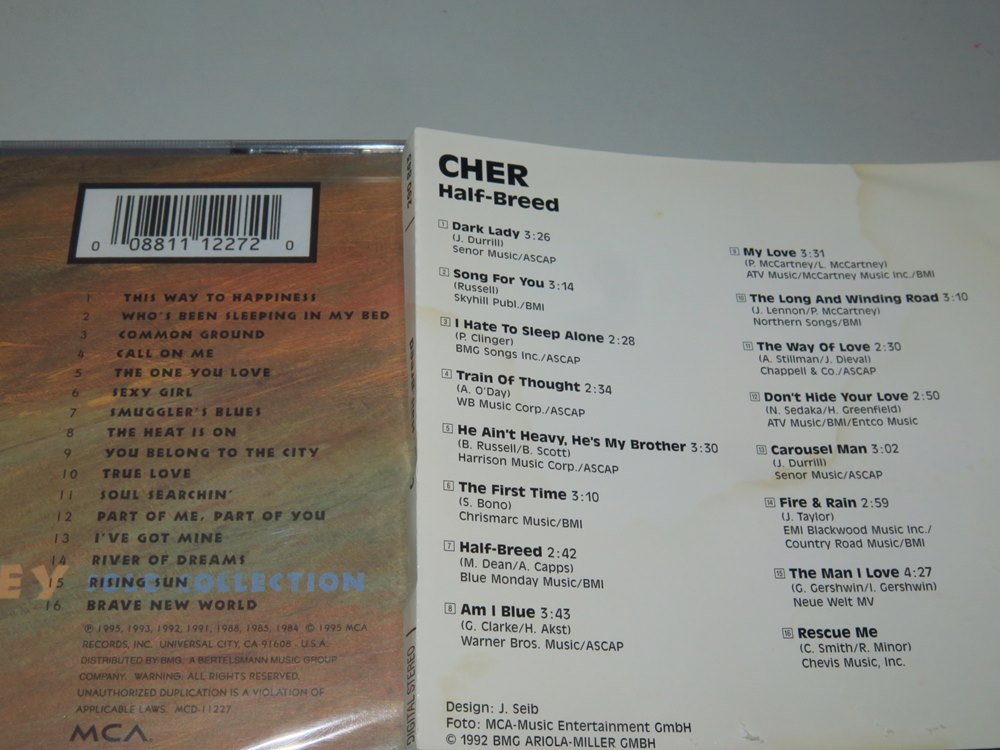 0 08811 12272 0
1 THIS WAY TO HAPPINESS
2 WHO'S BEEN SLEEPING IN MY BED
3 COMMON GROUND
4 CALL ON ME
5 THE ONE YOU LOVE
6 SEXY GIRL
7 SMUGGLER'S BLUES
8 THE HEAT IS ON
9 YOU BELONG TO THE CITY
10 TRUE LOVE
11 SOUL SEARCHIN'
12 PART OF ME, PART OF YOU
13 I'VE GOT MINE
14 RIVER OF DREAMS
15 RISING SUN
16 BRAVE NEW WORLD
EY COLLECTION
℗ 1995, 1993, 1992, 1991, 1988, 1985, 1984 © 1995 MCA
RECORDS, INC. UNIVERSAL CITY, CA 91608 - U.S.A.
DISTRIBUTED BY BMG. A BERTELSMANN MUSIC GROUP
COMPANY. WARNING: ALL RIGHTS RESERVED.
UNAUTHORIZED DUPLICATION IS A VIOLATION OF
APPLICABLE LAWS. MCD-11227
MCA
DIGITAL STEREO
CHER
Half-Breed
1 Dark Lady 3:26
(J. Durrill)
Senor Music/ASCAP
2 Song For You 3:14
(Russell)
Skyhill Publ./BMI
3 I Hate To Sleep Alone 2:28
(P. Clinger)
BMG Songs Inc./ASCAP
4 Train Of Thought 2:34
(A. O'Day)
WB Music Corp./ASCAP
5 He Ain't Heavy, He's My Brother 3:30
(B. Russell/B. Scott)
Harrison Music Corp./ASCAP
6 The First Time 3:10
(S. Bono)
Chrismarc Music/BMI
7 Half-Breed 2:42
(M. Dean/A. Capps)
Blue Monday Music/BMI
8 Am I Blue 3:43
(G. Clarke/H. Akst)
Warner Bros. Music/ASCAP
9 My Love 3:31
(P. McCartney/L. McCartney)
ATV Music/McCartney Music Inc./BMI
10 The Long And Winding Road 3:10
(J. Lennon/P. McCartney)
Northern Songs/BMI
11 The Way Of Love 2:30
(A. Stillman/J. Dieval)
Chappell & Co./ASCAP
12 Don't Hide Your Love 2:50
(N. Sedaka/H. Greenfield)
ATV Music/BMI/Entco Music
13 Carousel Man 3:02
(J. Durrill)
Senor Music/ASCAP
14 Fire & Rain 2:59
(J. Taylor)
EMI Blackwood Music Inc./
Country Road Music/BMI
15 The Man I Love 4:27
(G. Gershwin/I. Gershwin)
Neue Welt MV
16 Rescue Me
(C. Smith/R. Minor)
Chevis Music, Inc.
Design: J. Seib
Foto: MCA-Music Entertainment GmbH
© 1992 BMG ARIOLA-MILLER GMBH